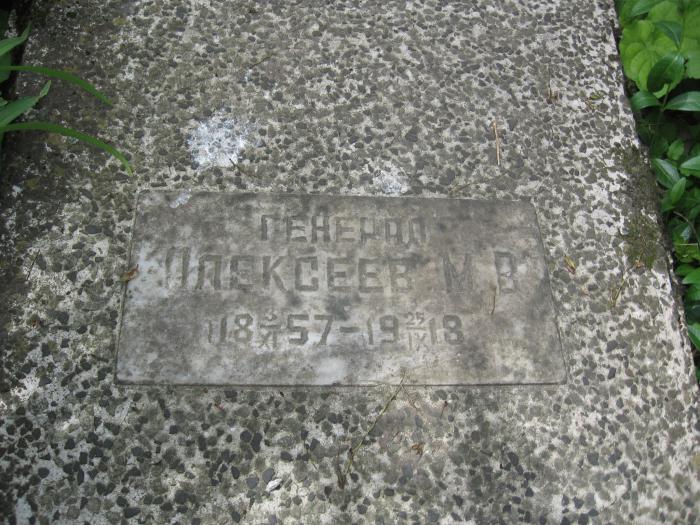 ГЕНЕРАЛ
АЛЕКСЕЕВ М.В.
18 3/XI 57-19 25/IX 18